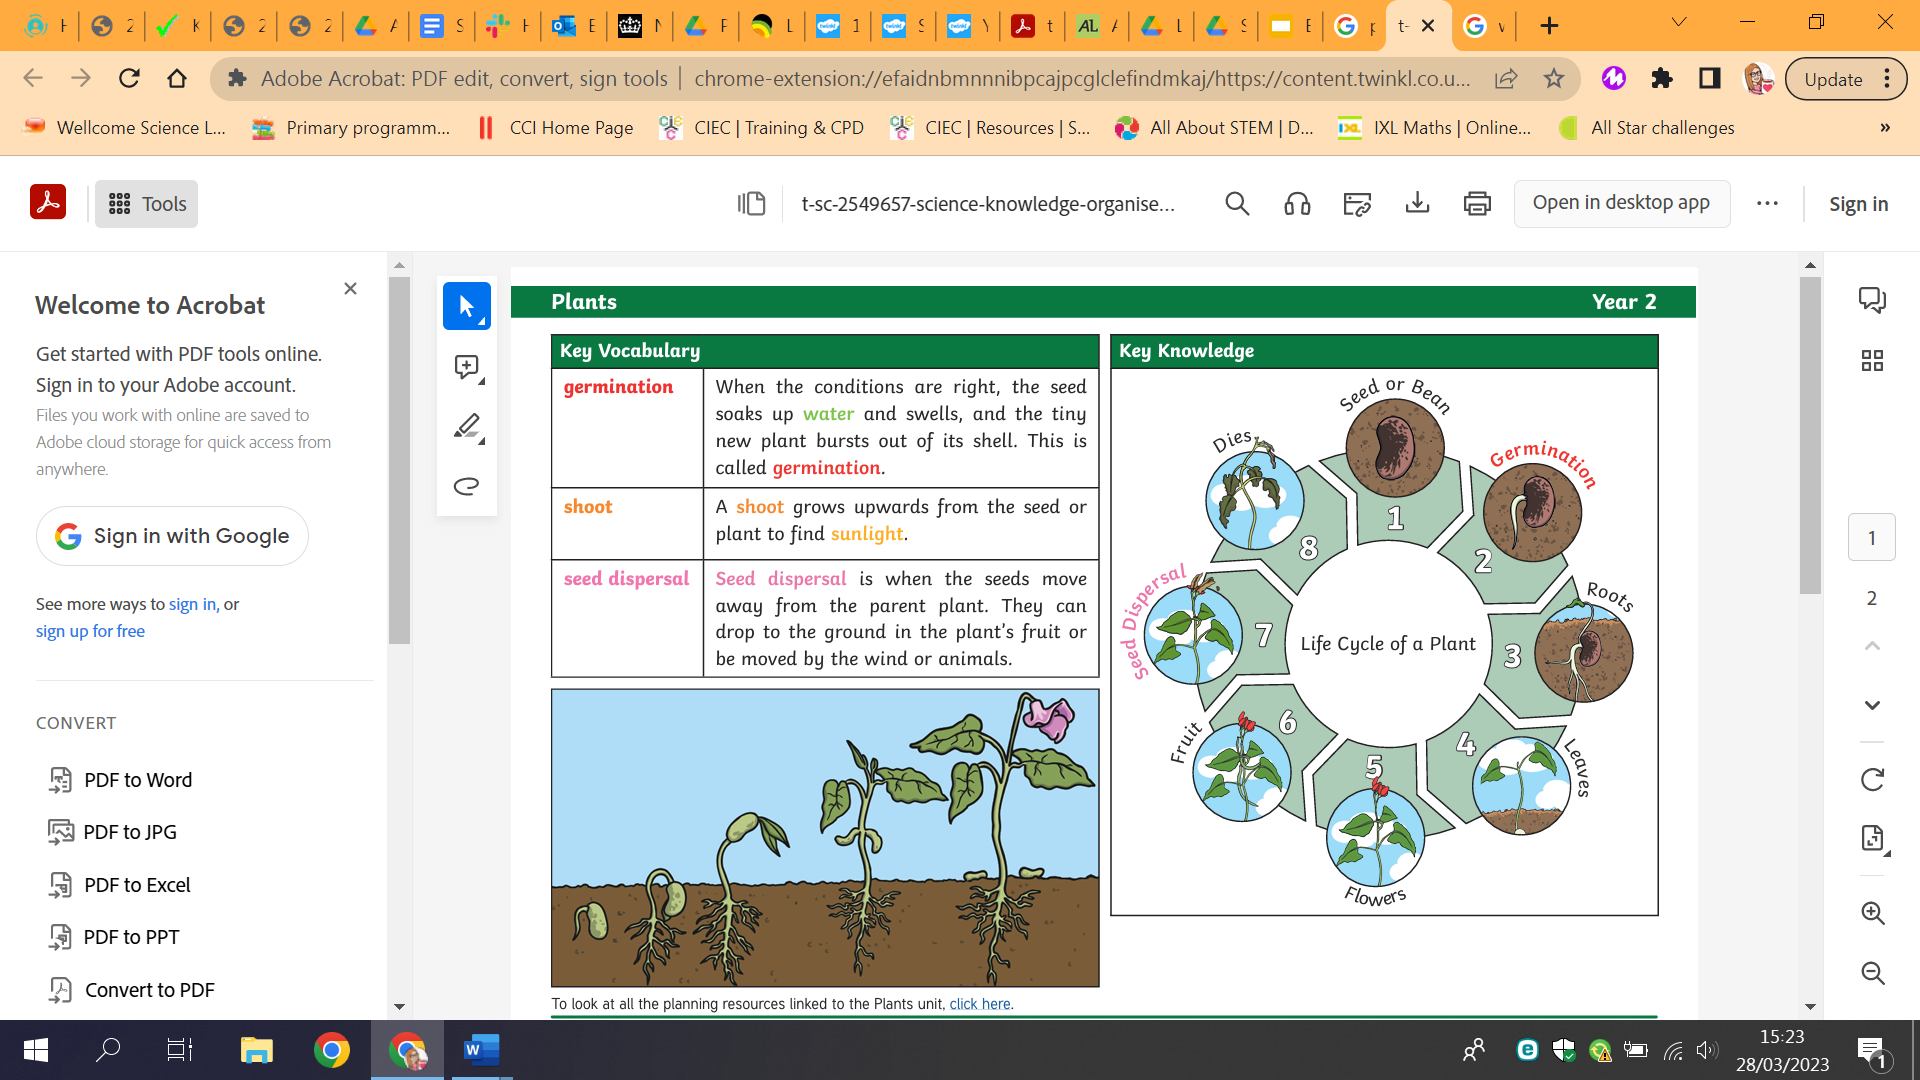 2
K
2
2
A
S
F
E
N
F
L
1
S
Y
t
A
L
S
E
p
t-
v
Adobe Acrobat: PDF edit, convert, sign tools | chrome-extension://efaidnbmnnnibpcajpcglclefindmkaj/https://content.twinkl.co.u...
Update
Wellcome Science L...
Primary programm...
CCI Home Page
CIEC | Training & CPD
CIEC | Resources | S...
All About STEM | D...
IXL Maths | Online...
All Star challenges
»
Tools
t-sc-2549657-science-knowledge-organise...
Open in desktop app
Sign in
Welcome to Acrobat
Get started with PDF tools online.
Sign in to your Adobe account.
Files you work with online are saved to
Adobe cloud storage for quick access from
anywhere.
Sign in with Google
See more ways to sign in, or
sign up for free
CONVERT
PDF to Word
PDF to JPG
PDF to Excel
PDF to PPT
Convert to PDF
Plants
Year 2
Key Vocabulary
germination
When the conditions are right, the seed
soaks up water and swells, and the tiny
new plant bursts out of its shell. This is
called germination.
shoot
A shoot grows upwards from the seed or
plant to find sunlight.
seed dispersal
Seed dispersal is when the seeds move
away from the parent plant. They can
drop to the ground in the plant's fruit or
be moved by the wind or animals.
Key Knowledge
Seed or Bean
1
Germination
2
Roots
3
Leaves
4
Flowers
5
Fruit
6
Seed Dispersal
7
Dies
8
Life Cycle of a Plant
To look at all the planning resources linked to the Plants unit, click here.
1
2
15:23
28/03/2023
1